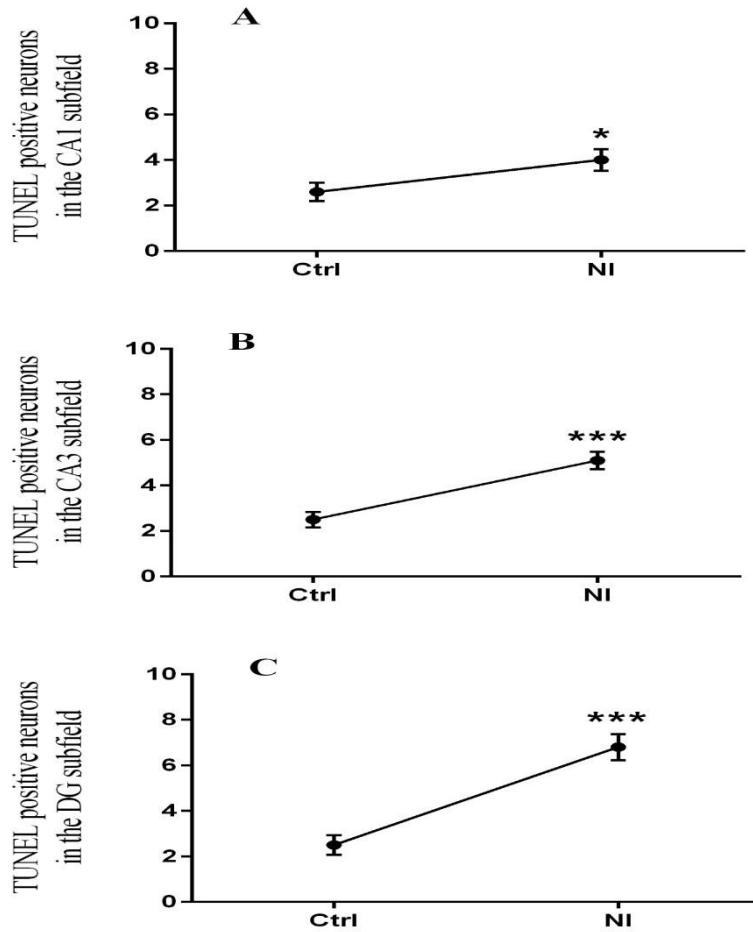 A
TUNEL positive neurons
in the CA1 subfield
10
8
6
4
2
0
*
Ctrl
NI
B
TUNEL positive neurons
in the CA3 subfield
10
8
6
4
2
0
***
Ctrl
NI
C
TUNEL positive neurons
in the DG subfield
10
8
6
4
2
0
***
Ctrl
NI